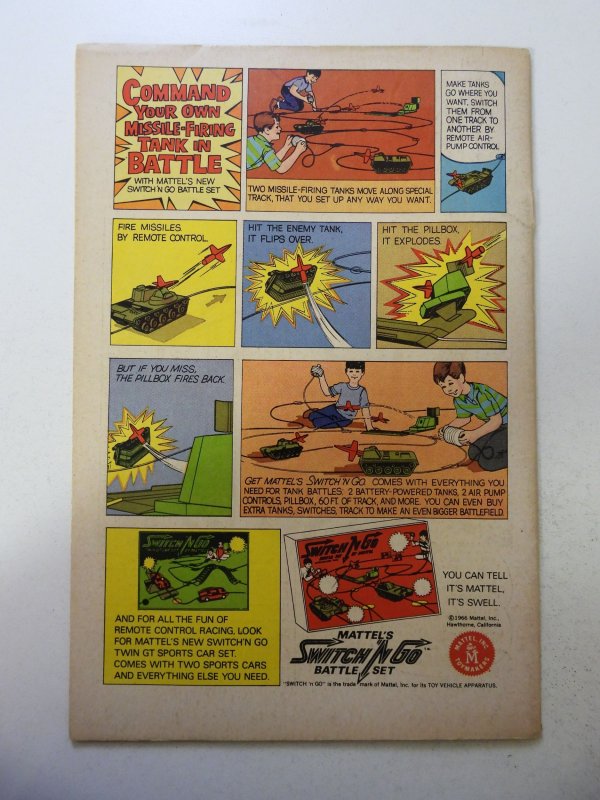 COMMAND
YOUR OWN
MISSILE-FIRING
TANK IN
BATTLE
WITH MATTEL'S NEW
SWITCH 'N GO BATTLE SET
TWO MISSILE-FIRING TANKS MOVE ALONG SPECIAL
TRACK, THAT YOU SET UP ANY WAY YOU WANT.
MAKE TANKS
GO WHERE YOU
WANT. SWITCH
THEM FROM
ONE TRACK TO
ANOTHER BY
REMOTE AIR-
PUMP CONTROL
FIRE MISSILES
BY REMOTE CONTROL.
HIT THE ENEMY TANK,
IT FLIPS OVER.
HIT THE PILLBOX,
IT EXPLODES.
BUT IF YOU MISS,
THE PILLBOX FIRES BACK.
GET MATTEL'S SWITCH 'N GO COMES WITH EVERYTHING YOU
NEED FOR TANK BATTLES: 2 BATTERY-POWERED TANKS, 2 AIR PUMP
CONTROLS, PILLBOX, 60 FT. OF TRACK, AND MORE. YOU CAN EVEN BUY
EXTRA TANKS, SWITCHES, TRACK TO MAKE AN EVEN BIGGER BATTLEFIELD.
SWITCH 'N GO
AND FOR ALL THE FUN OF
REMOTE CONTROL RACING, LOOK
FOR MATTEL'S NEW SWITCH'N GO
TWIN GT SPORTS CAR SET.
COMES WITH TWO SPORTS CARS
AND EVERYTHING ELSE YOU NEED.
SWITCH 'N GO
YOU CAN TELL
IT'S MATTEL,
IT'S SWELL.
©1966 Mattel, Inc.,
Hawthorne, California
MATTEL'S
SWITCH 'N GO™
BATTLE SET
MATTEL, INC.
M
TOYMAKERS
"SWITCH 'n GO" is the trade mark of Mattel, Inc. for its TOY VEHICLE APPARATUS.